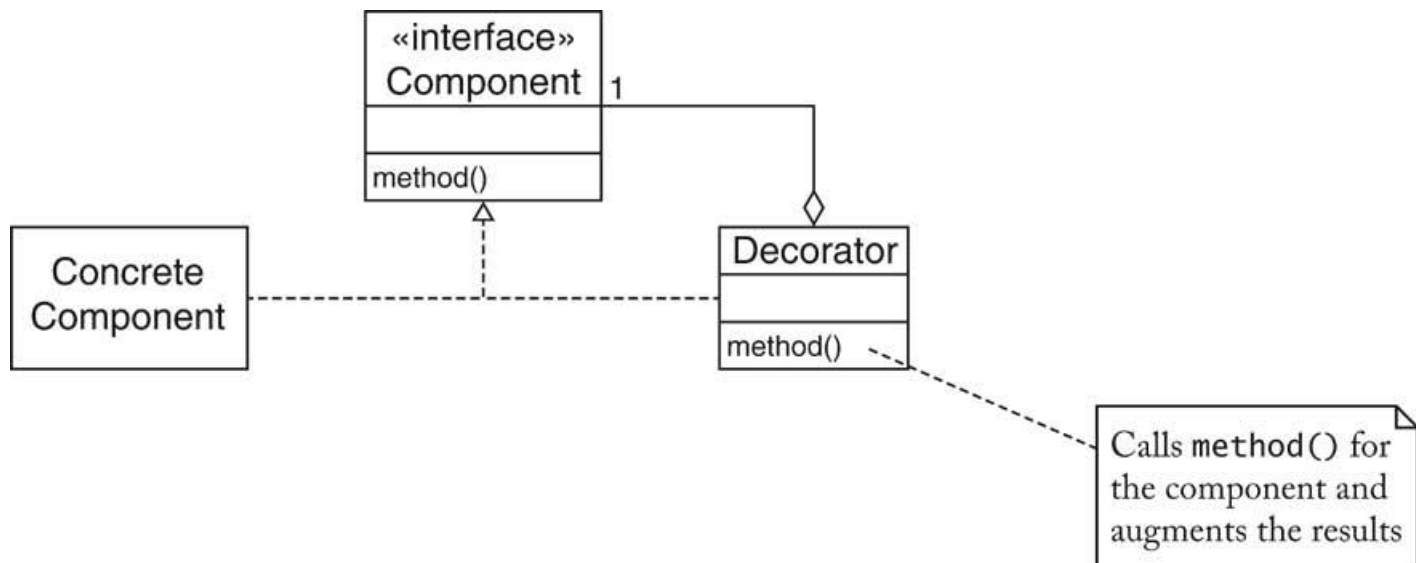 «interface»
Component
1
method()
Concrete
Component
Decorator
method()
Calls method() for
the component and
augments the results